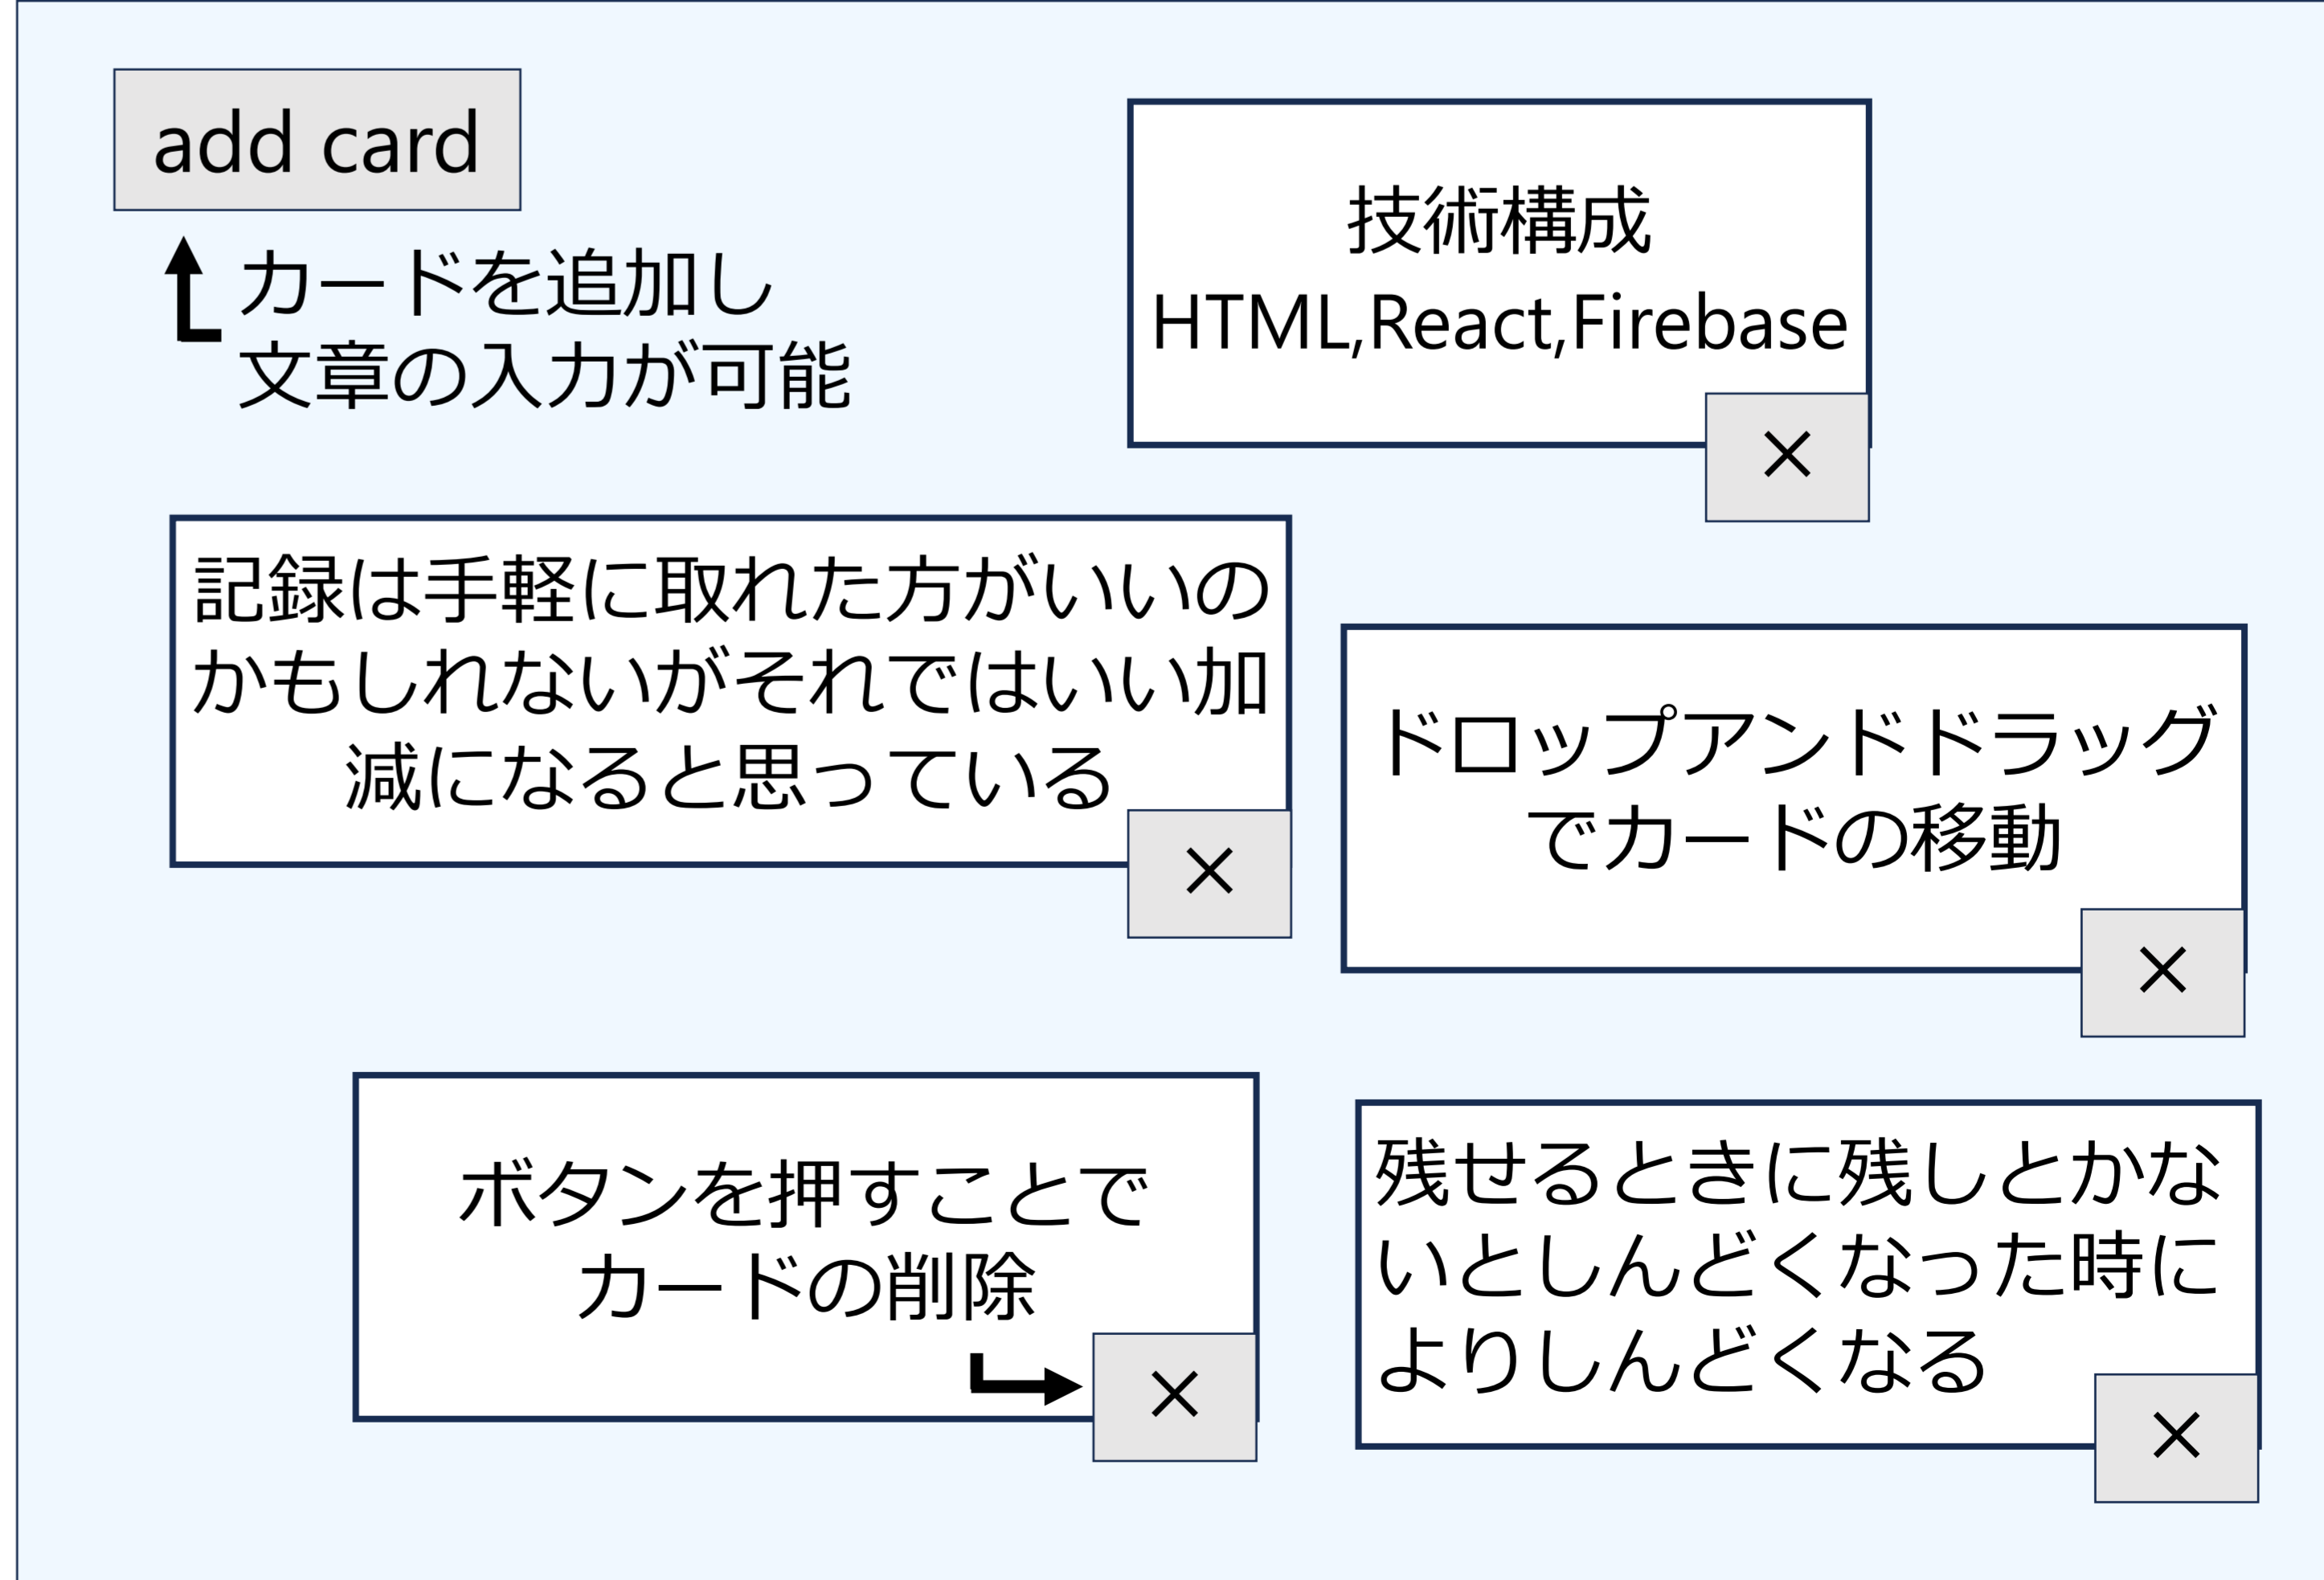 add card
カードを追加し
文章の入力が可能
技術構成
HTML,React,Firebase
×
記録は手軽に取れた方がいいの
かもしれないがそれではいい加
減になると思っている
×
ドロップアンドドラッグ
でカードの移動
×
ボタンを押すことで
カードの削除
×
残せるときに残しとかな
いとしんどくなった時に
よりしんどくなる
×